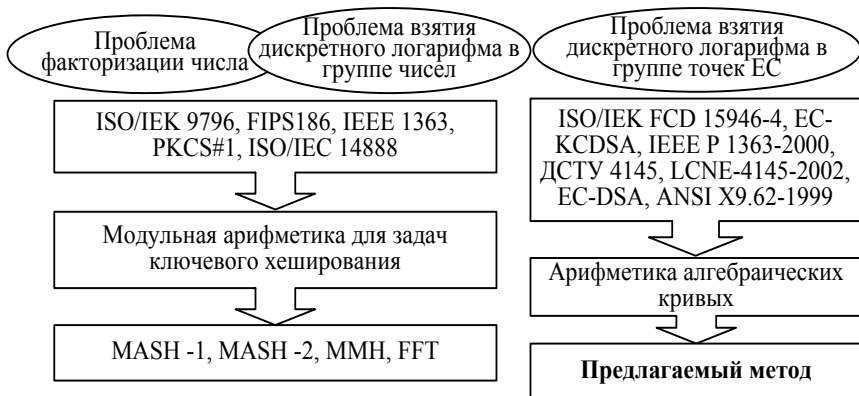 Проблема
факторизации числа
Проблема взятия
дискретного логарифма в
группе чисел
Проблема взятия
дискретного логарифма в
группе точек ЕС
ISO/IEK 9796, FIPS186, IEEE 1363,
PKCS#1, ISO/IEC 14888
ISO/IEK FCD 15946-4, EC-
KCDSA, IEEE P 1363-2000,
ДСТУ 4145, LCNE-4145-2002,
EC-DSA, ANSI X9.62-1999
Модульная арифметика для задач
ключевого хеширования
Арифметика алгебраических
кривых
MASH -1, MASH -2, MMH, FFT
Предлагаемый метод